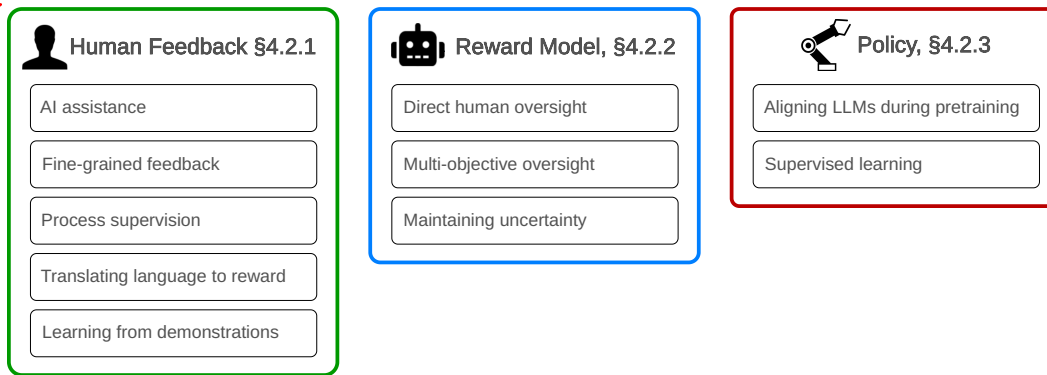 Human Feedback §4.2.1
AI assistance
Fine-grained feedback
Process supervision
Translating language to reward
Learning from demonstrations
Reward Model, §4.2.2
Direct human oversight
Multi-objective oversight
Maintaining uncertainty
Policy, §4.2.3
Aligning LLMs during pretraining
Supervised learning